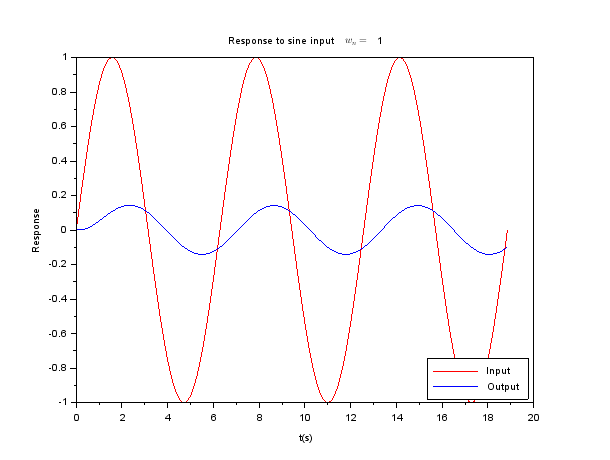 Response to sine input w_n = 1
1
0.8
0.6
0.4
0.2
0
-0.2
-0.4
-0.6
-0.8
-1
Response
0 2 4 6 8 10 12 14 16 18 20
t(s)
Input
Output